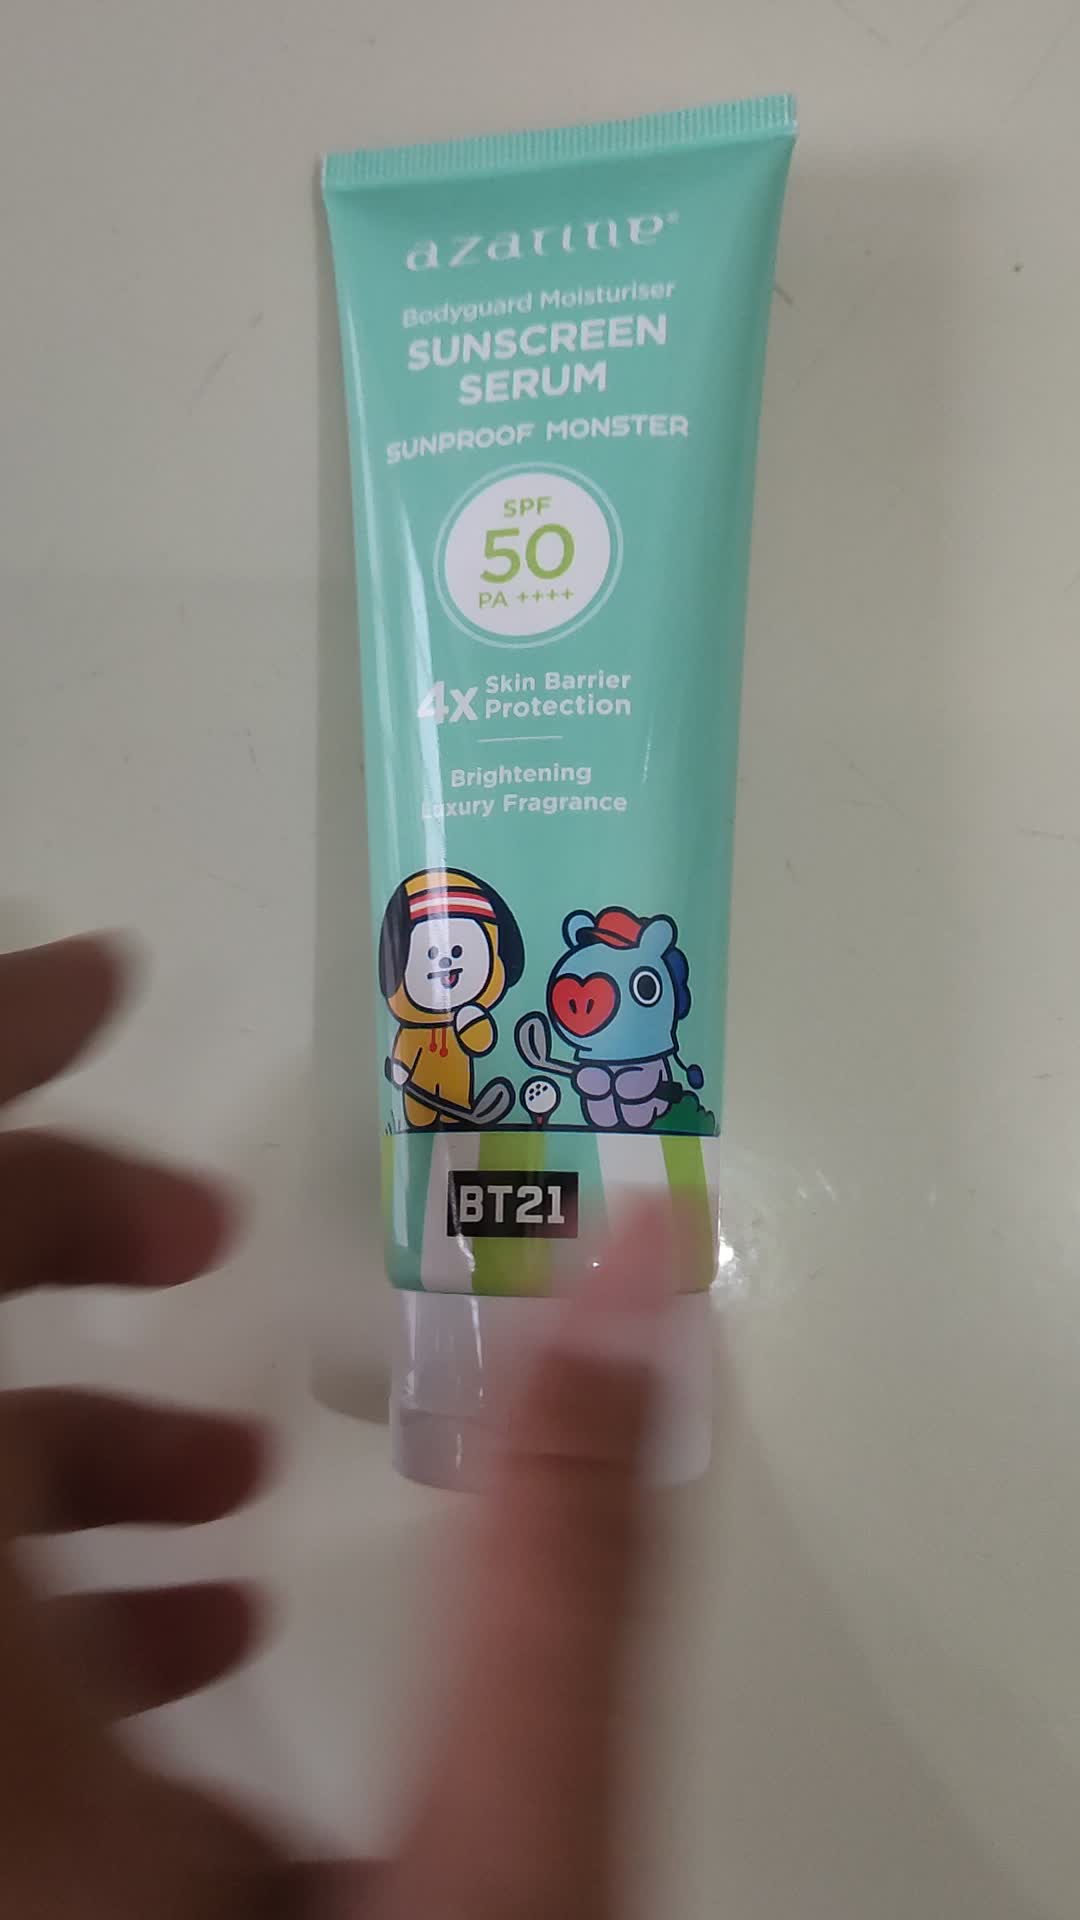 azarine®
Bodyguard Moisturiser
SUNSCREEN
SERUM
SUNPROOF MONSTER
SPF
50
PA ++++
4x Skin Barrier
Protection
Brightening
Luxury Fragrance
BT21